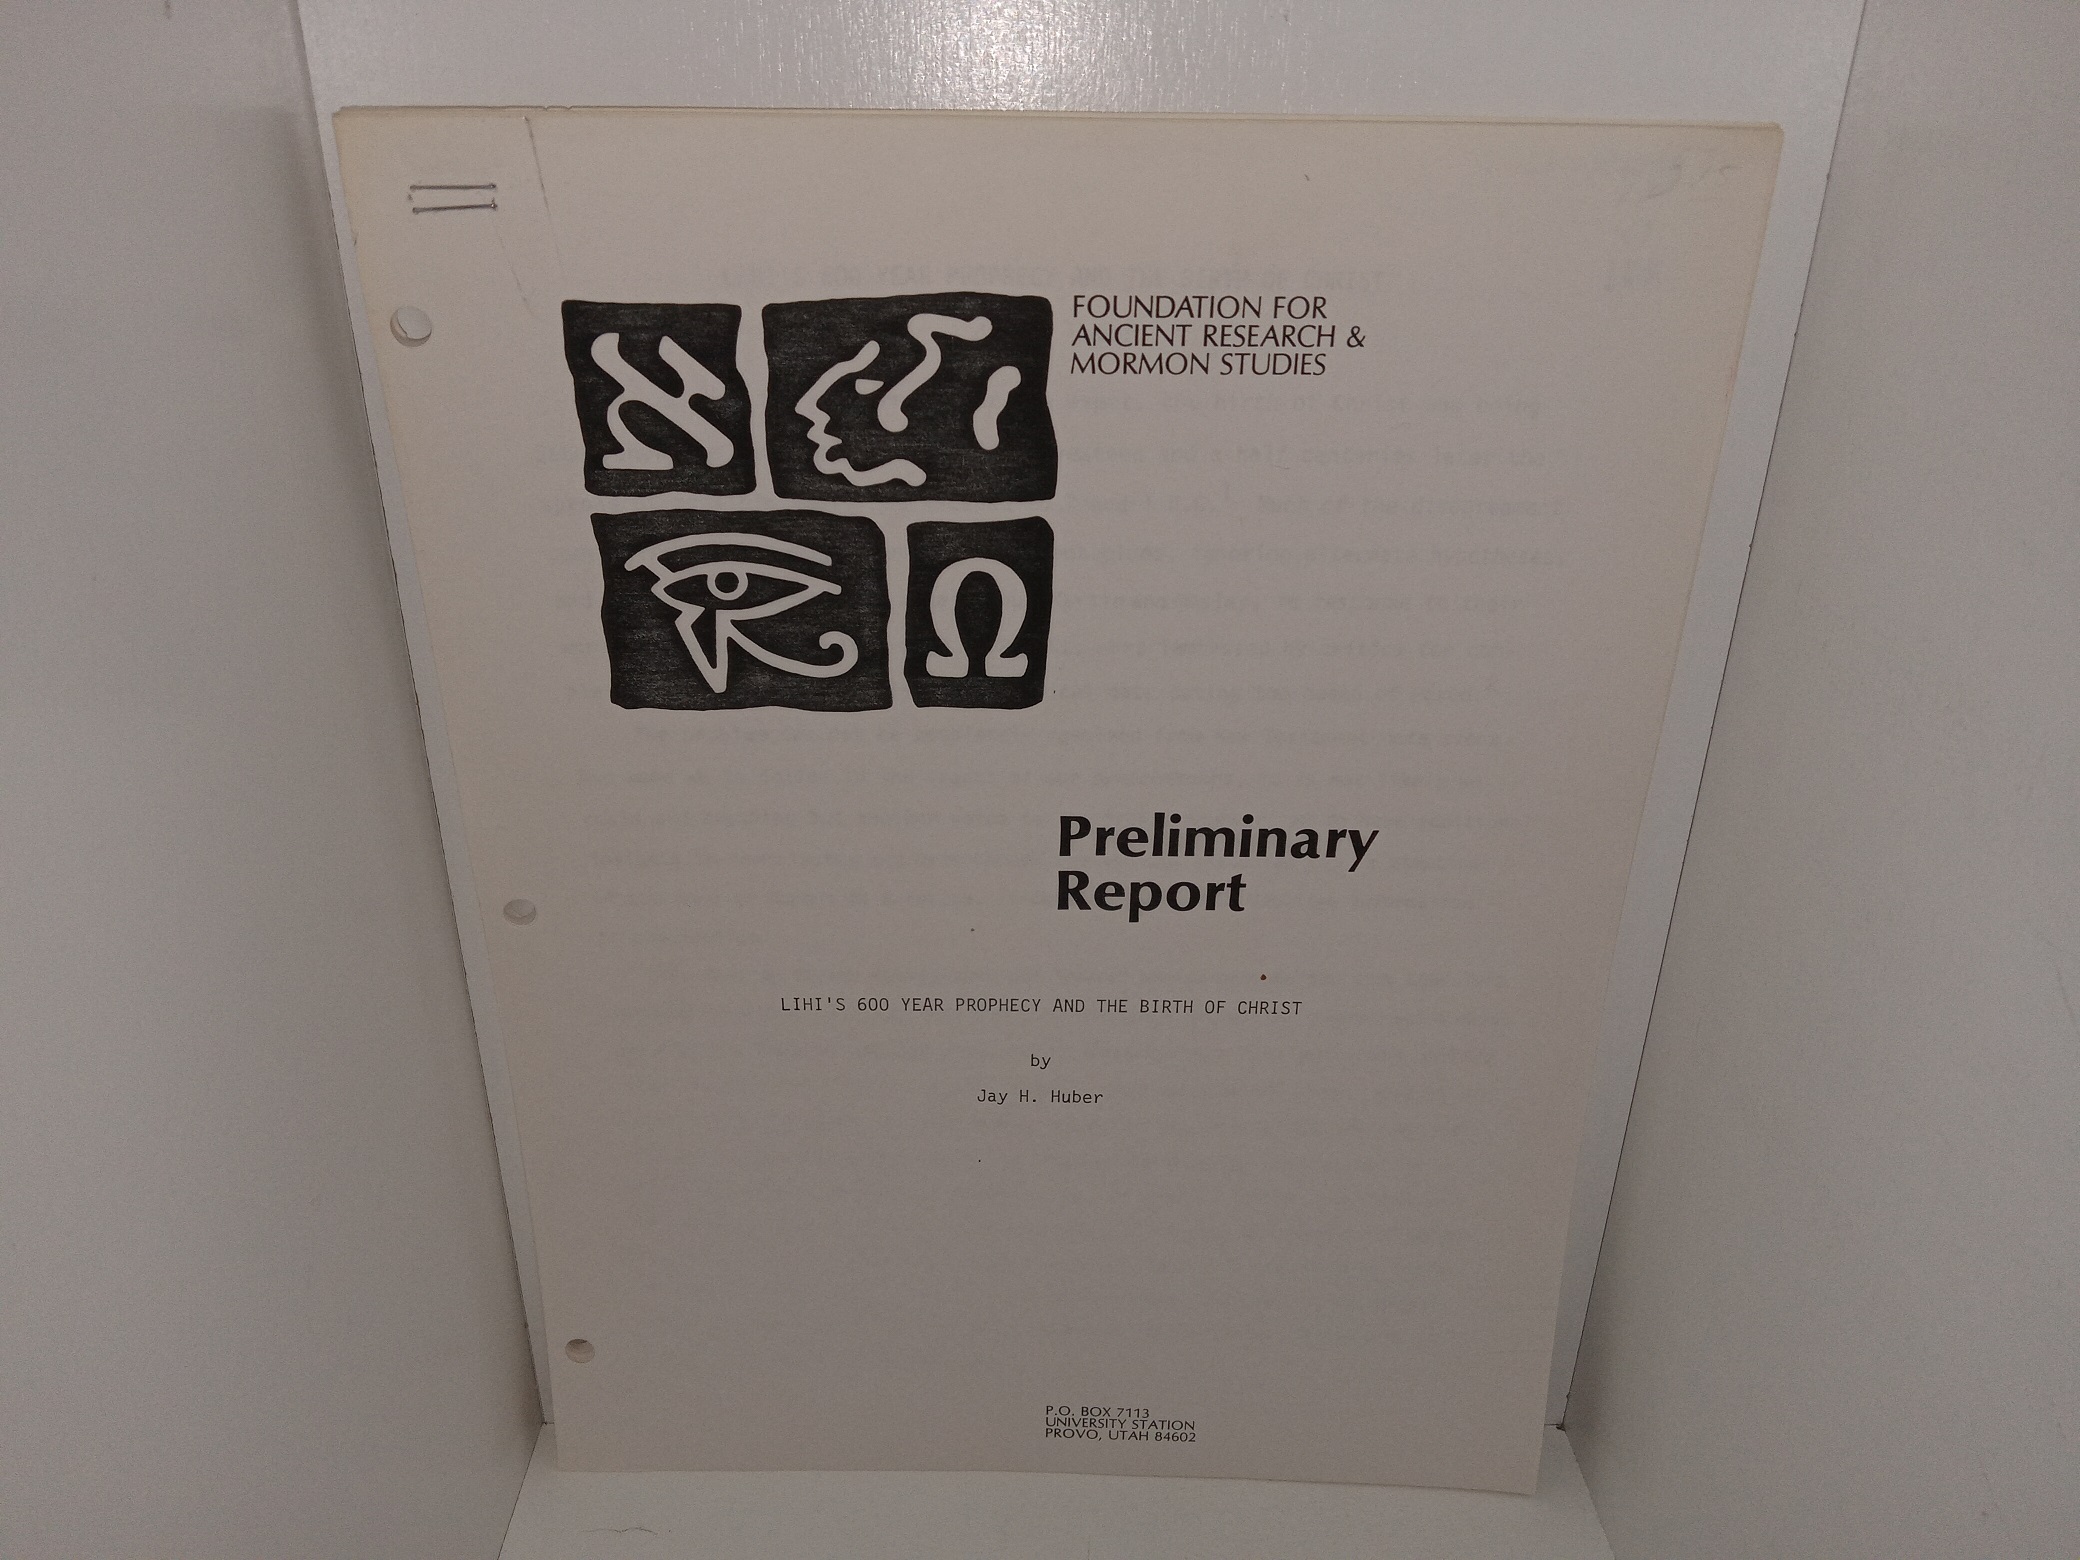 FOUNDATION FOR
ANCIENT RESEARCH &
MORMON STUDIES
א
Ω
Preliminary
Report
LIHI'S 600 YEAR PROPHECY AND THE BIRTH OF CHRIST
by
Jay H. Huber
P.O. BOX 7113
UNIVERSITY STATION
PROVO, UTAH 84602